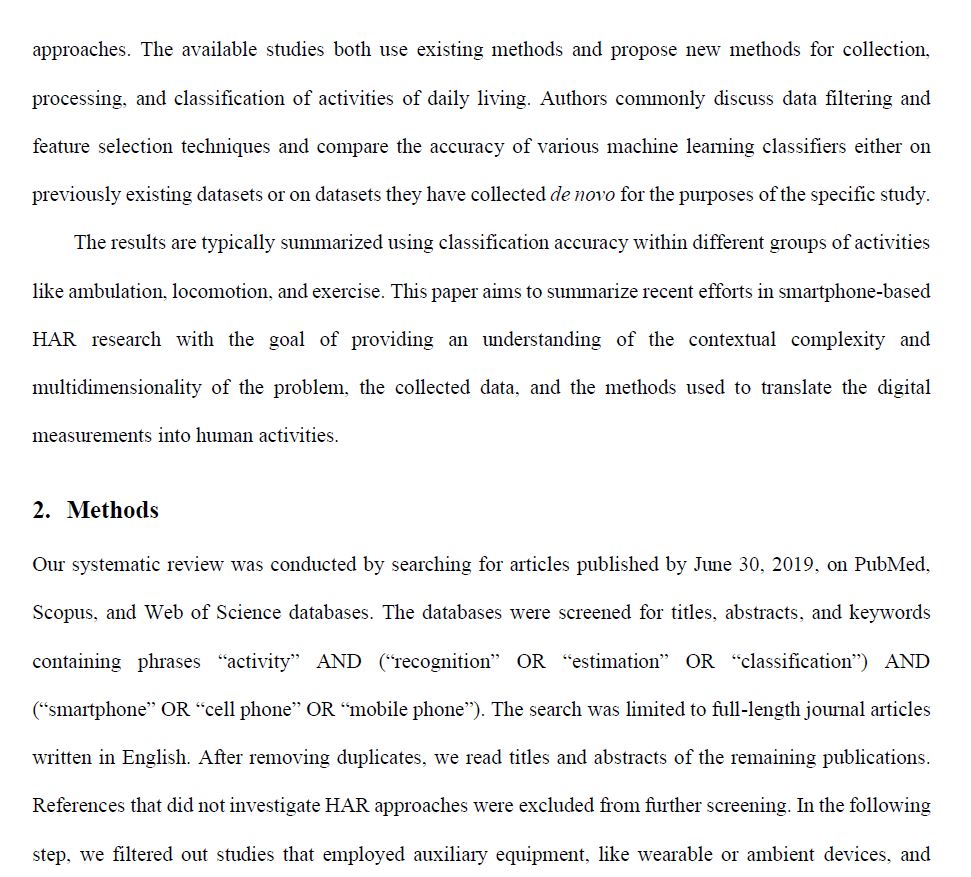 approaches. The available studies both use existing methods and propose new methods for collection,
processing, and classification of activities of daily living. Authors commonly discuss data filtering and
feature selection techniques and compare the accuracy of various machine learning classifiers either on
previously existing datasets or on datasets they have collected de novo for the purposes of the specific study.
The results are typically summarized using classification accuracy within different groups of activities
like ambulation, locomotion, and exercise. This paper aims to summarize recent efforts in smartphone-based
HAR research with the goal of providing an understanding of the contextual complexity and
multidimensionality of the problem, the collected data, and the methods used to translate the digital
measurements into human activities.
2. Methods
Our systematic review was conducted by searching for articles published by June 30, 2019, on PubMed,
Scopus, and Web of Science databases. The databases were screened for titles, abstracts, and keywords
containing phrases “activity” AND (“recognition” OR “estimation” OR “classification”) AND
(“smartphone” OR “cell phone” OR “mobile phone”). The search was limited to full-length journal articles
written in English. After removing duplicates, we read titles and abstracts of the remaining publications.
References that did not investigate HAR approaches were excluded from further screening. In the following
step, we filtered out studies that employed auxiliary equipment, like wearable or ambient devices, and